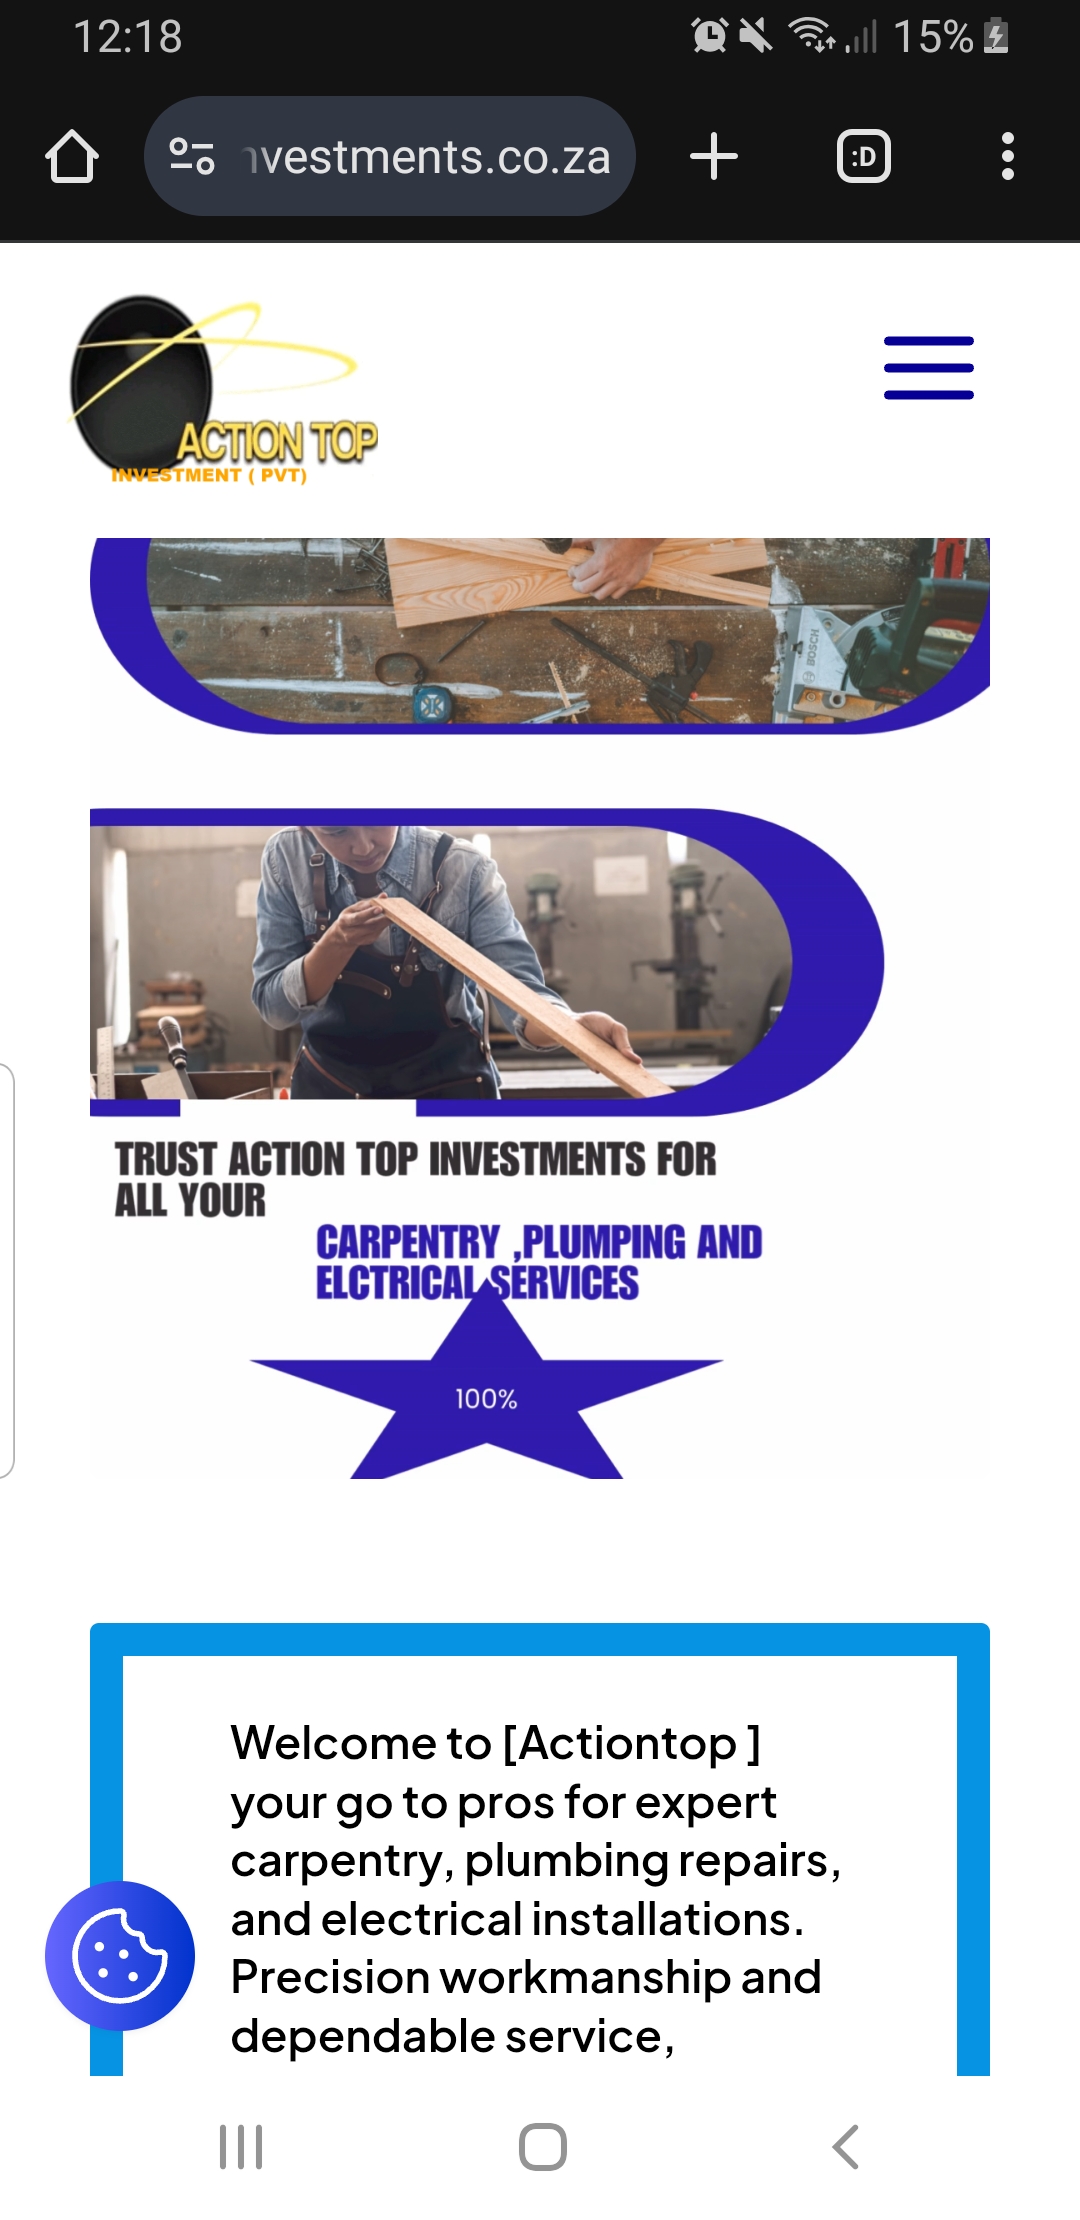 12:18
15%
vestments.co.za
:D
ACTION TOP
INVESTMENT ( PVT)
BOSCH
TRUST ACTION TOP INVESTMENTS FOR
ALL YOUR
CARPENTRY ,PLUMPING AND
ELCTRICAL SERVICES
100%
Welcome to [Actiontop ]
your go to pros for expert
carpentry, plumbing repairs,
and electrical installations.
Precision workmanship and
dependable service,